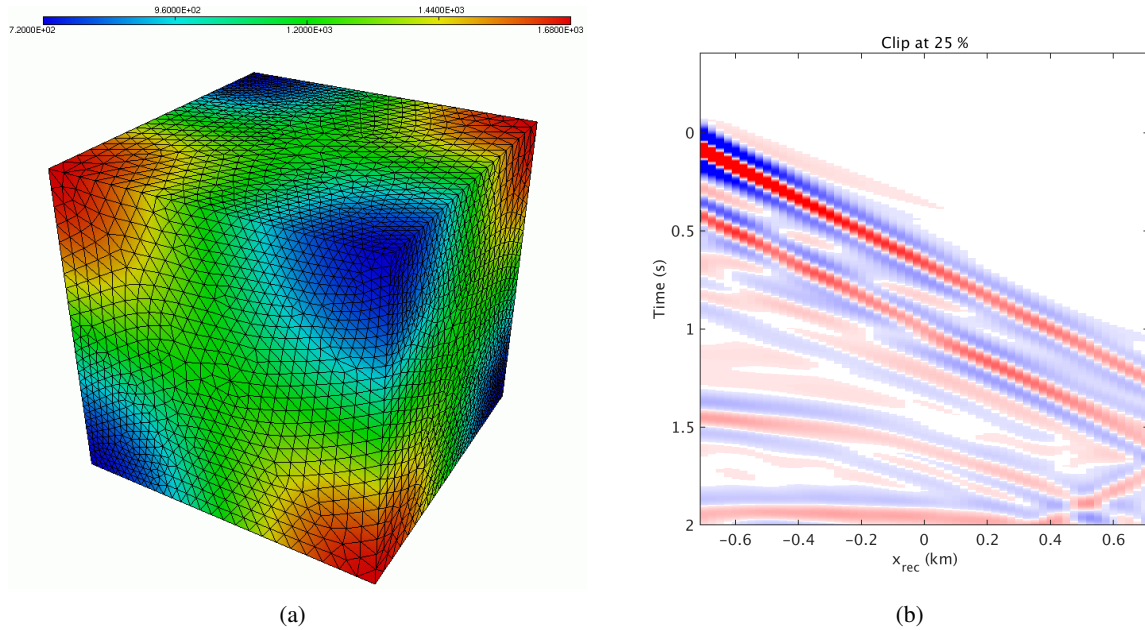 9.6000E+02 1.4400E+03
7.2000E+02 1.2000E+03 1.6800E+03
Clip at 25 %
0
0.5
1
1.5
2
Time (s)
-0.6 -0.4 -0.2 0 0.2 0.4 0.6
x_rec (km)
(a) (b)